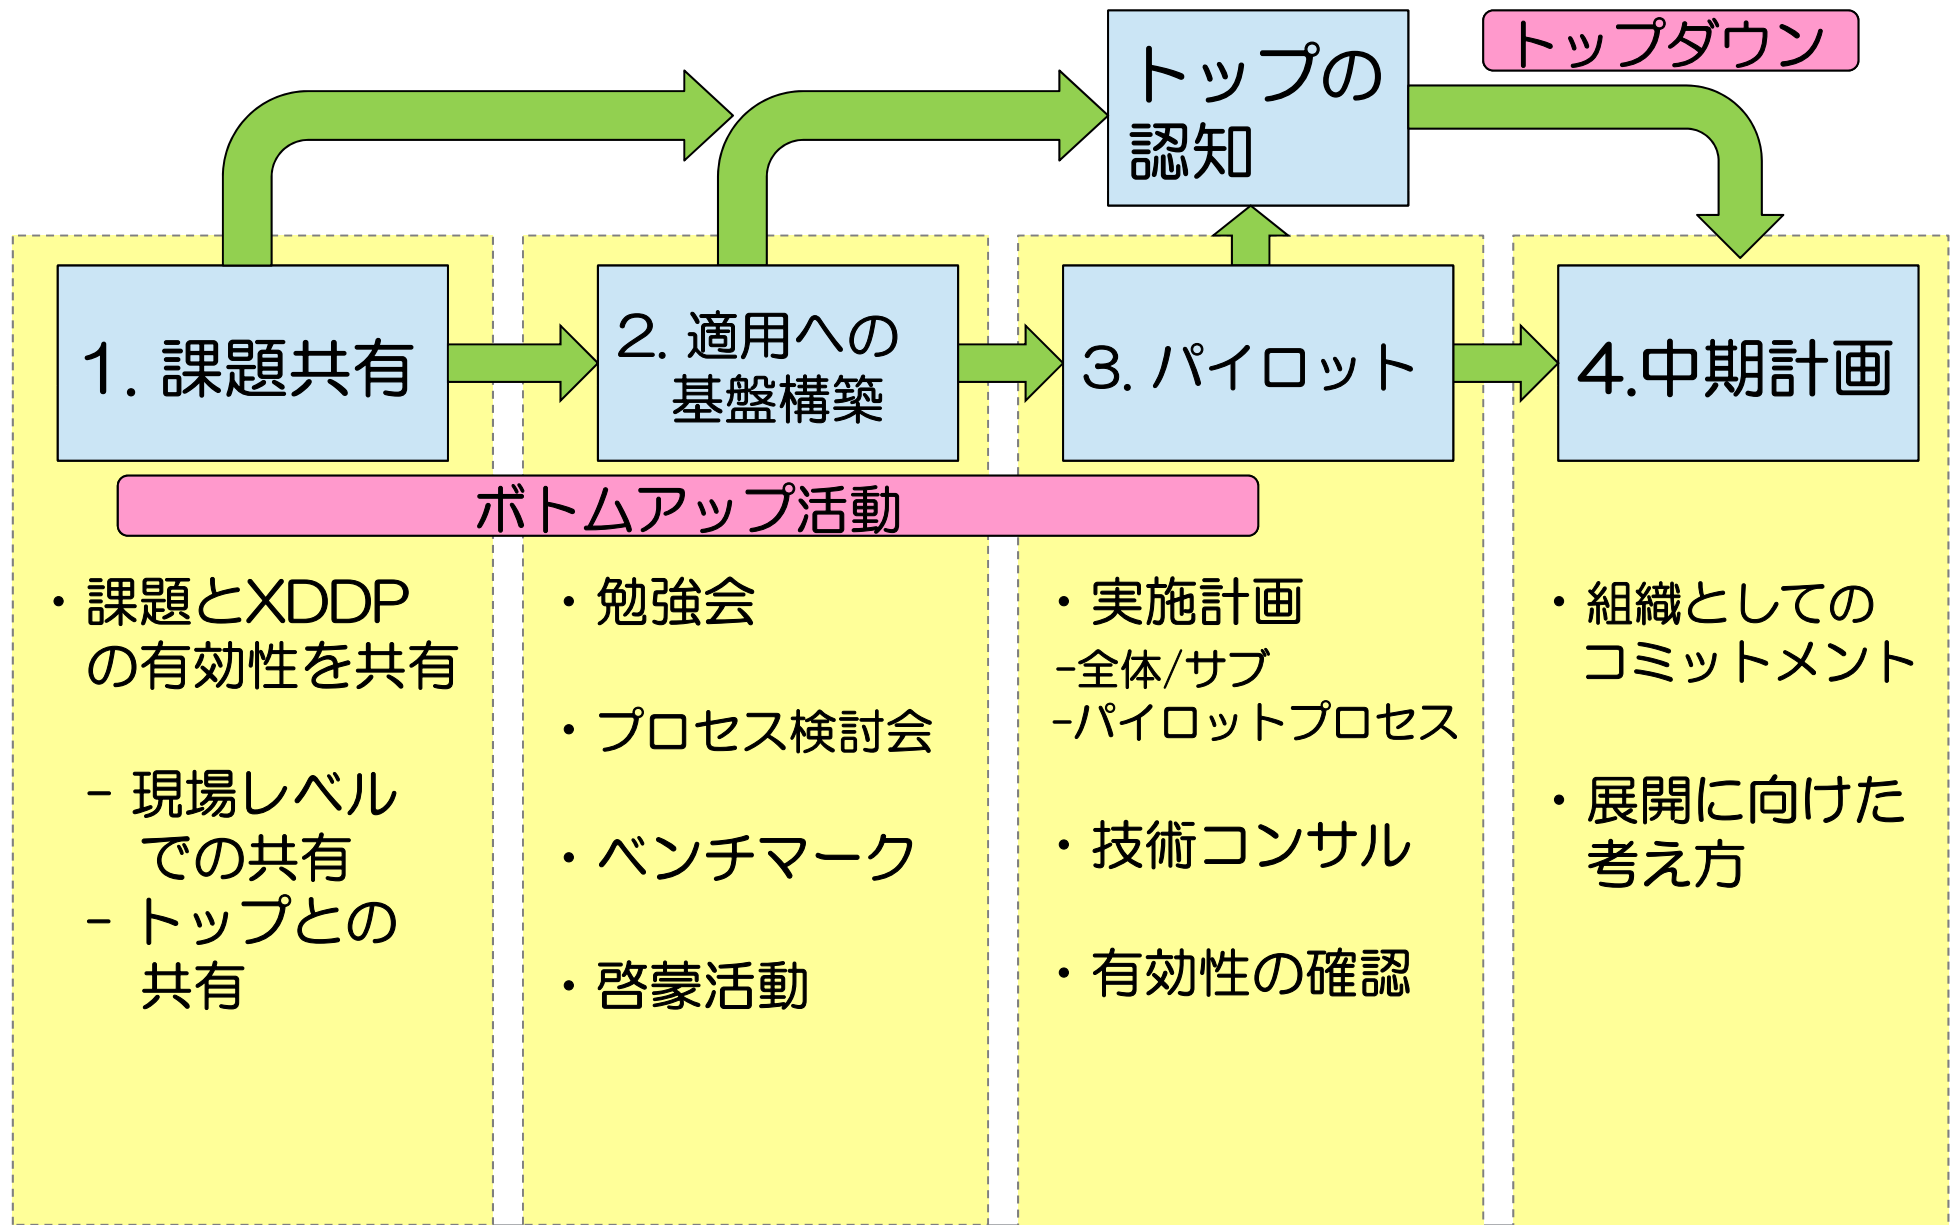 トップダウン
トップの
認知
1. 課題共有
2. 適用への
基盤構築
3. パイロット
4.中期計画
ボトムアップ活動
・課題とXDDP
の有効性を共有
- 現場レベル
での共有
- トップとの
共有
・勉強会
・プロセス検討会
・ベンチマーク
・啓蒙活動
・実施計画
-全体/サブ
-パイロットプロセス
・技術コンサル
・有効性の確認
・組織としての
コミットメント
・展開に向けた
考え方